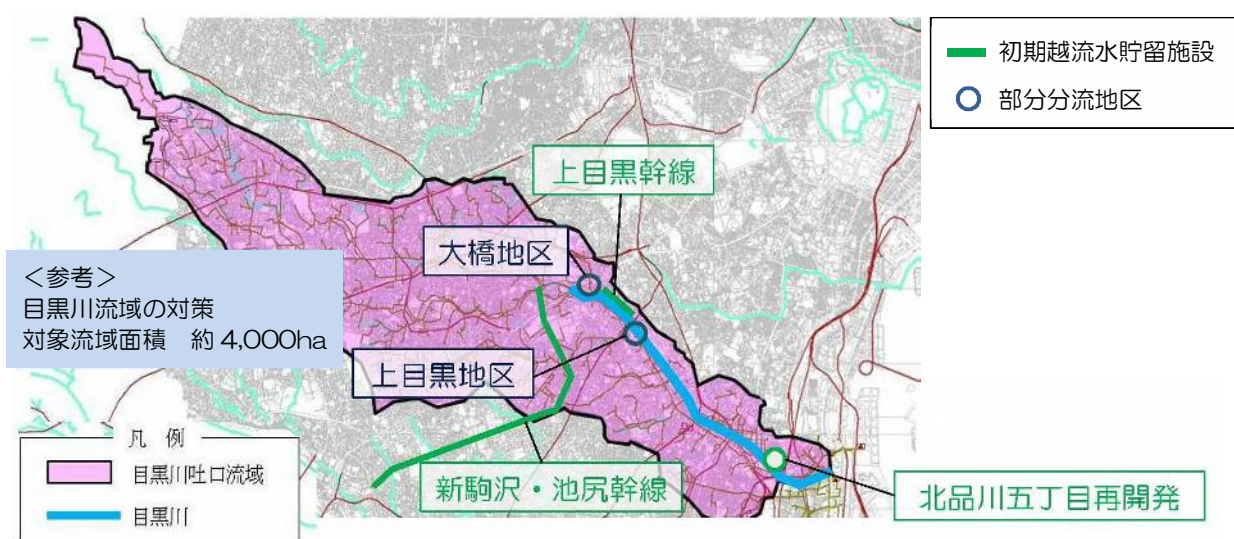 初期越流水貯留施設
部分分流地区
上目黒幹線
大橋地区
<参考>
目黒川流域の対策
対象流域面積　約4,000ha
上目黒地区
凡　例
目黒川吐口流域
目黒川
新駒沢・池尻幹線
北品川五丁目再開発